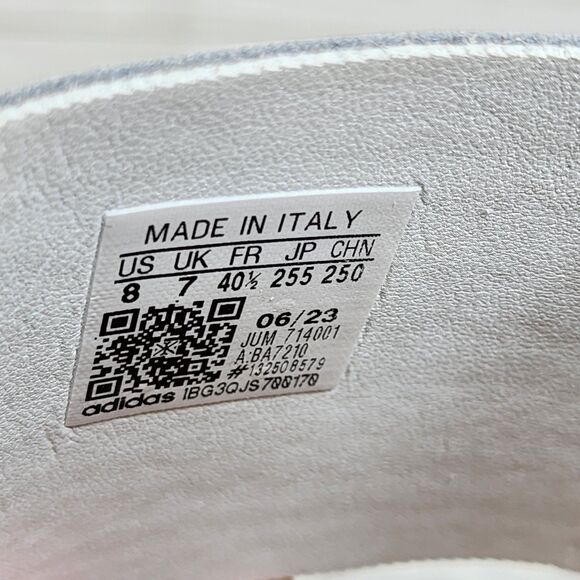 MADE IN ITALY
US UK FR JP CHN
8 7 40½ 255 250
06/23
JUM 714001
A:BA7210
#132508579
adidas IBG3QJS700170